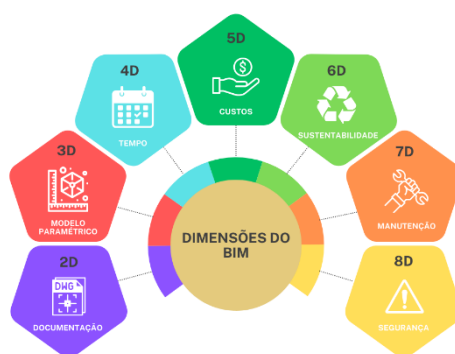 5D
CUSTOS
4D
TEMPO
6D
SUSTENTABILIDADE
3D
MODELO
PARAMÉTRICO
7D
MANUTENÇÃO
DIMENSÕES DO
BIM
2D
DWG
DOCUMENTAÇÃO
8D
SEGURANÇA